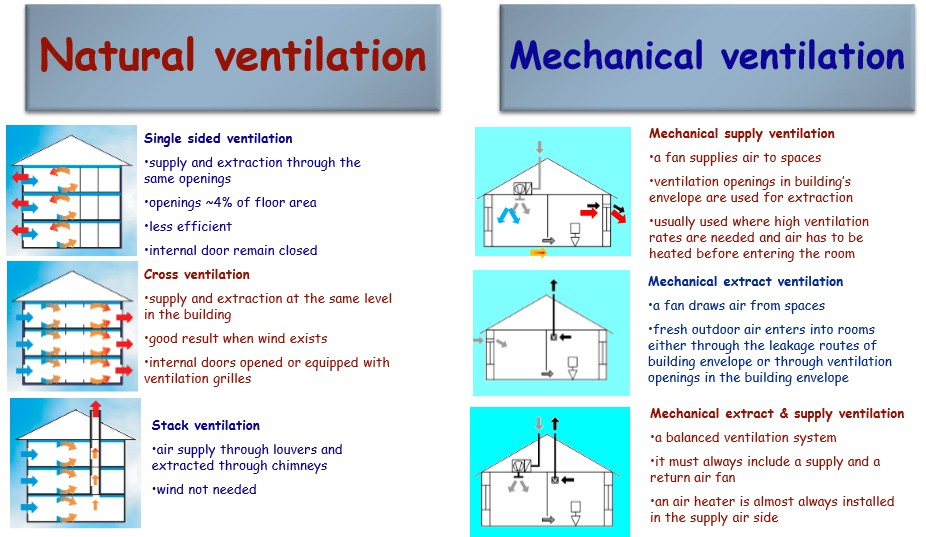 Natural ventilation
Single sided ventilation
•supply and extraction through the
same openings
•openings ~4% of floor area
•less efficient
•internal door remain closed
Cross ventilation
•supply and extraction at the same level
in the building
•good result when wind exists
•internal doors opened or equipped with
ventilation grilles
Stack ventilation
•air supply through louvers and
extracted through chimneys
•wind not needed
Mechanical ventilation
Mechanical supply ventilation
•a fan supplies air to spaces
•ventilation openings in building's
envelope are used for extraction
•usually used where high ventilation
rates are needed and air has to be
heated before entering the room
Mechanical extract ventilation
•a fan draws air from spaces
•fresh outdoor air enters into rooms
either through the leakage routes of
building envelope or through ventilation
openings in the building envelope
Mechanical extract & supply ventilation
•a balanced ventilation system
•it must always include a supply and a
return air fan
•an air heater is almost always installed
in the supply air side